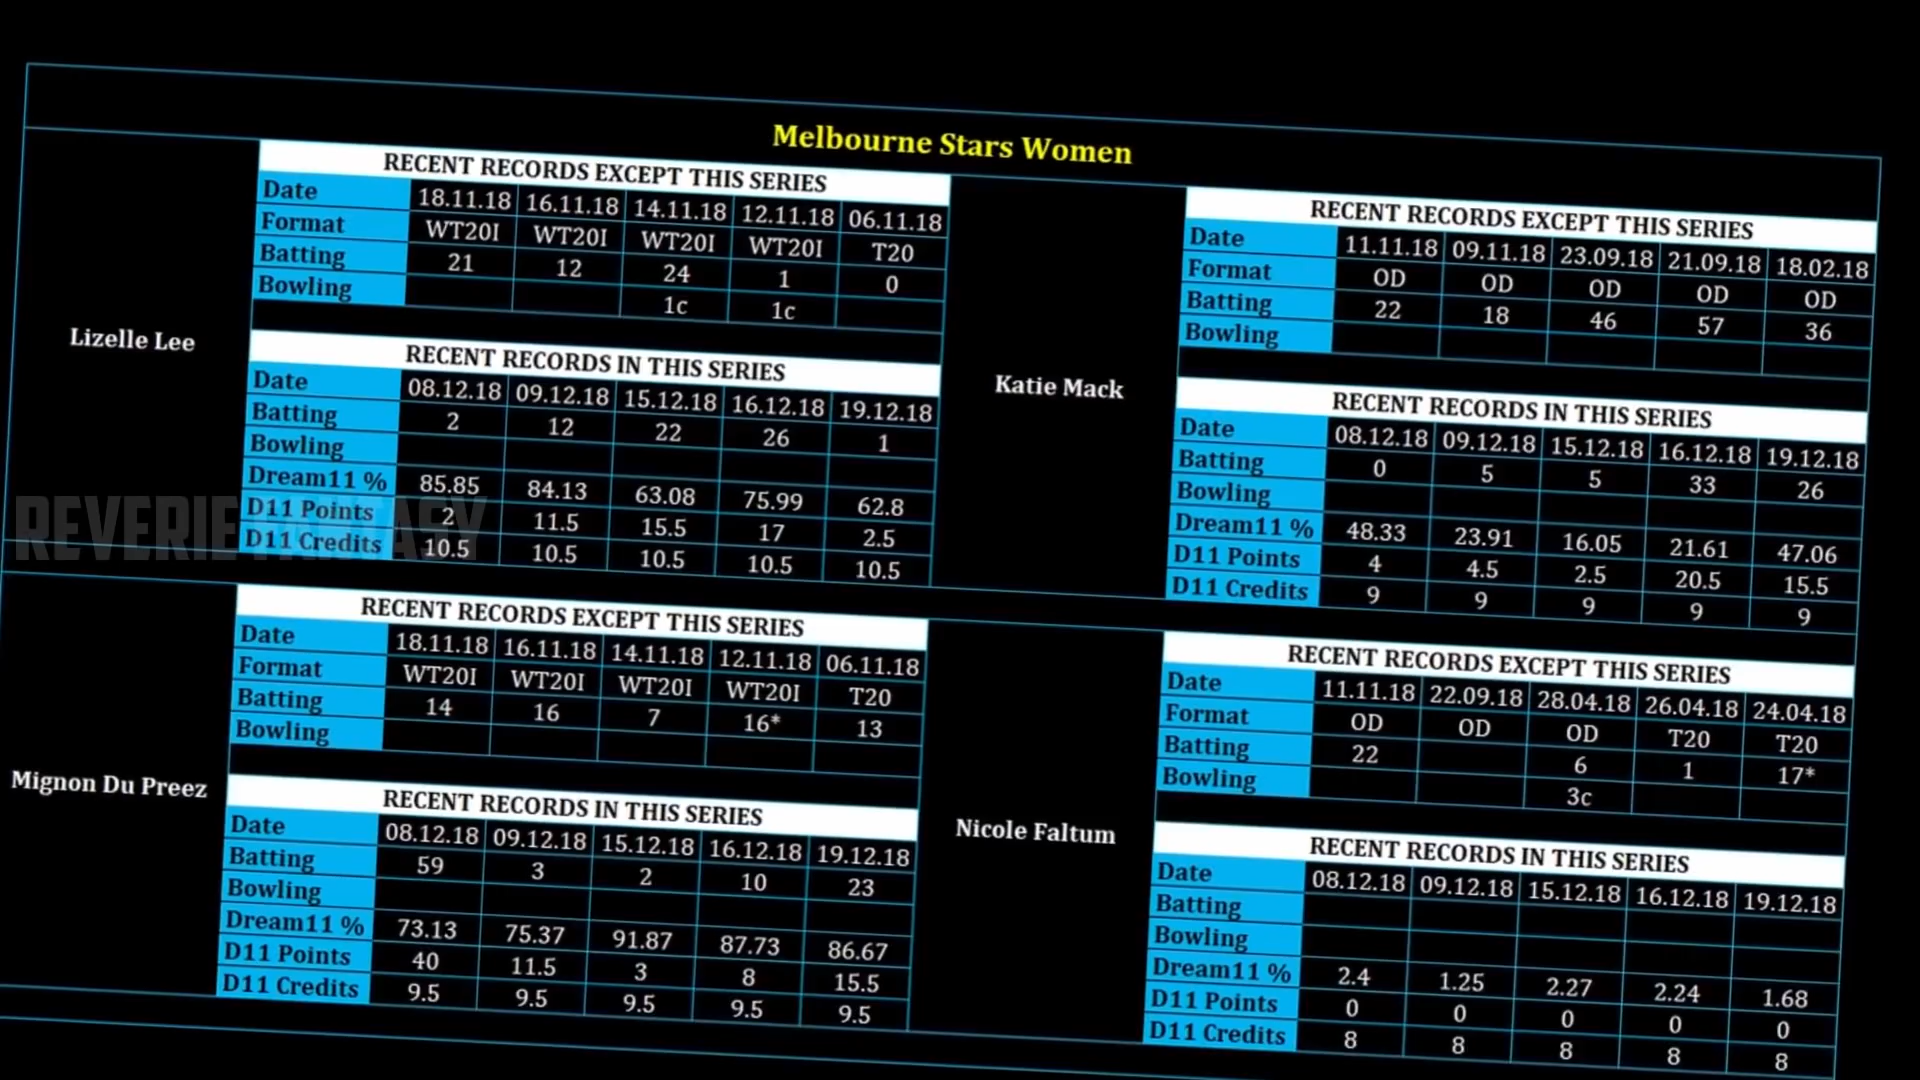 Melbourne Stars Women
Lizelle Lee
RECENT RECORDS EXCEPT THIS SERIES
Date 18.11.18 16.11.18 14.11.18 12.11.18 06.11.18
Format WT20I WT20I WT20I WT20I T20
Batting 21 12 24 1 0
Bowling 1c 1c
RECENT RECORDS IN THIS SERIES
Date 08.12.18 09.12.18 15.12.18 16.12.18 19.12.18
Batting 2 12 22 26 1
Bowling
Dream11 % 85.85 84.13 63.08 75.99 62.8
D11 Points 2 11.5 15.5 17 2.5
D11 Credits 10.5 10.5 10.5 10.5 10.5
REVERIE FANTASY
Katie Mack
RECENT RECORDS EXCEPT THIS SERIES
Date 11.11.18 09.11.18 23.09.18 21.09.18 18.02.18
Format OD OD OD OD OD
Batting 22 18 46 57 36
Bowling
RECENT RECORDS IN THIS SERIES
Date 08.12.18 09.12.18 15.12.18 16.12.18 19.12.18
Batting 0 5 5 33 26
Bowling
Dream11 % 48.33 23.91 16.05 21.61 47.06
D11 Points 4 4.5 2.5 20.5 15.5
D11 Credits 9 9 9 9 9
Mignon Du Preez
RECENT RECORDS EXCEPT THIS SERIES
Date 18.11.18 16.11.18 14.11.18 12.11.18 06.11.18
Format WT20I WT20I WT20I WT20I T20
Batting 14 16 7 16* 13
Bowling
RECENT RECORDS IN THIS SERIES
Date 08.12.18 09.12.18 15.12.18 16.12.18 19.12.18
Batting 59 3 2 10 23
Bowling
Dream11 % 73.13 75.37 91.87 87.73 86.67
D11 Points 40 11.5 3 8 15.5
D11 Credits 9.5 9.5 9.5 9.5 9.5
Nicole Faltum
RECENT RECORDS EXCEPT THIS SERIES
Date 11.11.18 22.09.18 28.04.18 26.04.18 24.04.18
Format OD OD OD T20 T20
Batting 22 6 1 17*
Bowling 3c
RECENT RECORDS IN THIS SERIES
Date 08.12.18 09.12.18 15.12.18 16.12.18 19.12.18
Batting
Bowling
Dream11 % 2.4 1.25 2.27 2.24 1.68
D11 Points 0 0 0 0 0
D11 Credits 8 8 8 8 8